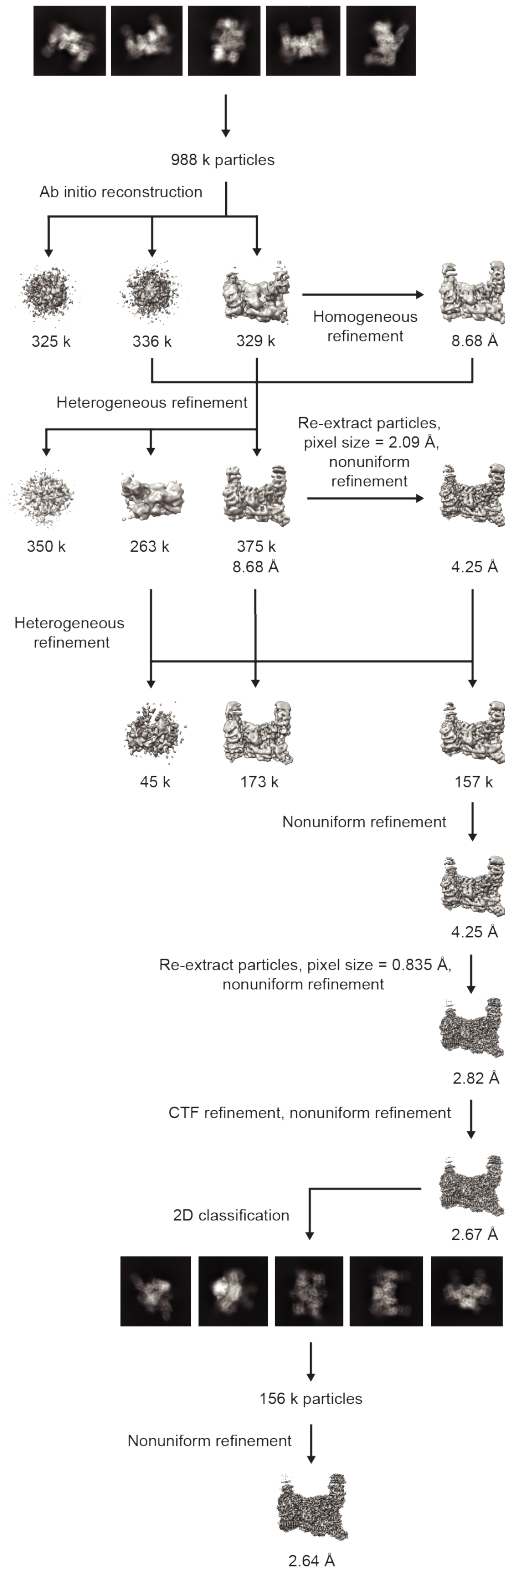 988 k particles
Ab initio reconstruction
325 k
336 k
329 k
Homogeneous
refinement
8.68 Å
Heterogeneous refinement
Re-extract particles,
pixel size = 2.09 Å,
nonuniform
refinement
350 k
263 k
375 k
8.68 Å
4.25 Å
Heterogeneous
refinement
45 k
173 k
157 k
Nonuniform refinement
4.25 Å
Re-extract particles, pixel size = 0.835 Å,
nonuniform refinement
2.82 Å
CTF refinement, nonuniform refinement
2.67 Å
2D classification
156 k particles
Nonuniform refinement
2.64 Å